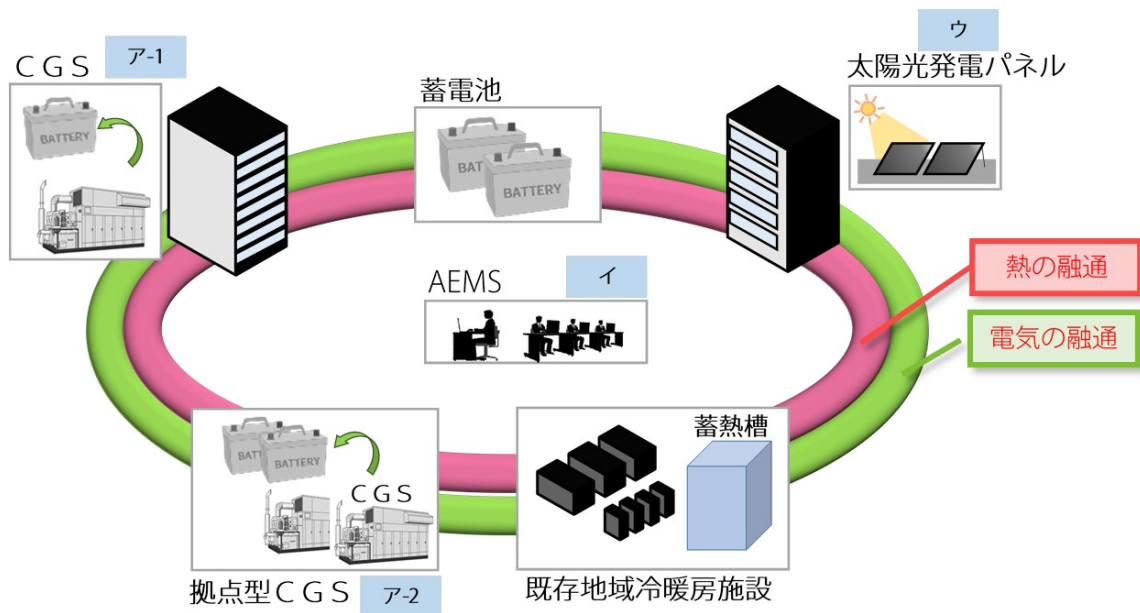 ア-1
ＣＧＳ
BATTERY
蓄電池
BATTERY
BATTERY
ウ
太陽光発電パネル
AEMS
イ
熱の融通
電気の融通
BATTERY
ＣＧＳ
拠点型ＣＧＳ
ア-2
蓄熱槽
既存地域冷暖房施設